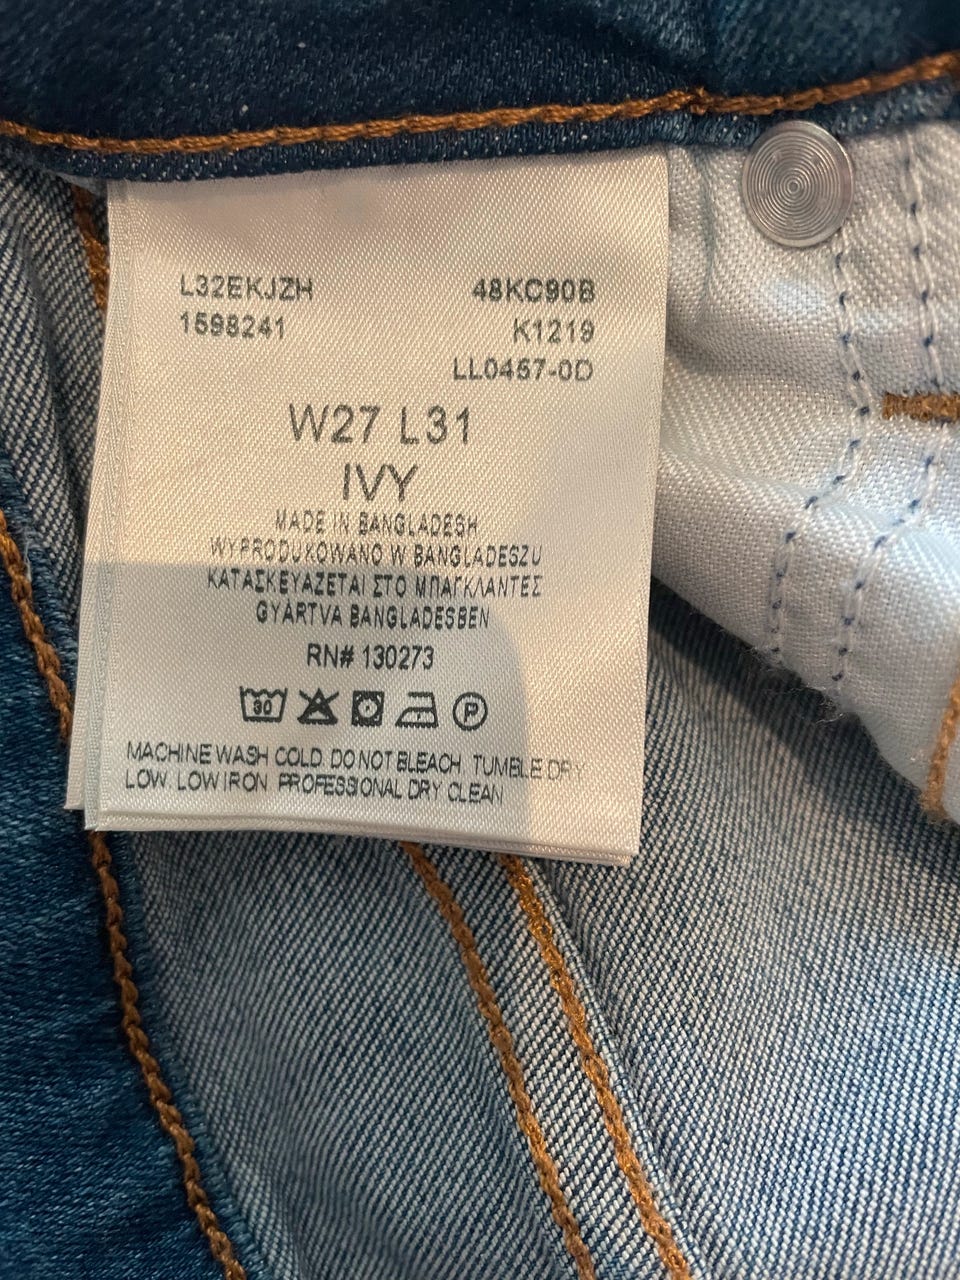 L32EKJZH 48KC90B
1598241 K1219
LL0457-0D
W27 L31
IVY
MADE IN BANGLADESH
WYPRODUKOWANO W BANGLADESZU
ΚΑΤΑΣΚΕΥΑΖΕΤΑΙ ΣΤΟ ΜΠΑΓΚΛΑΝΤΕΣ
GYÁRTVA BANGLADESBEN
RN# 130273
30 P
MACHINE WASH COLD. DO NOT BLEACH. TUMBLE DRY
LOW. LOW IRON. PROFESSIONAL DRY CLEAN